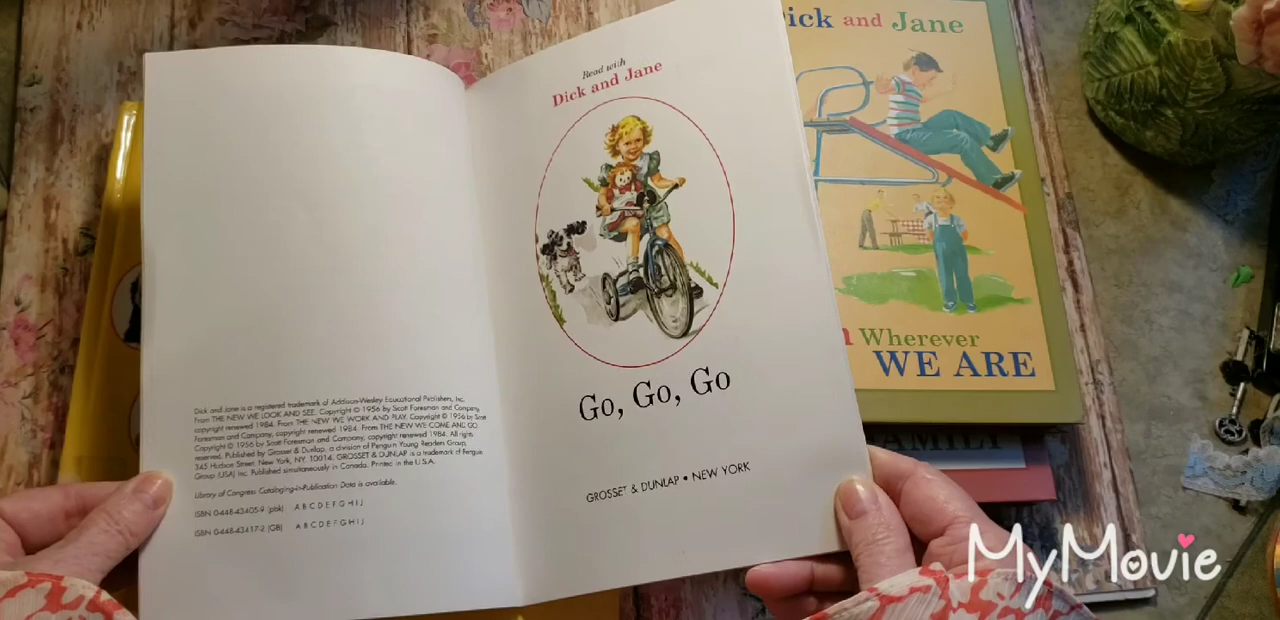 Dick and Jane is a registered trademark of Addison-Wesley Educational Publishers, Inc.
From THE NEW WE LOOK AND SEE. Copyright © 1956 by Scott Foresman and Company,
copyright renewed 1984. From THE NEW WE WORK AND PLAY. Copyright © 1956 by Scott
Foresman and Company, copyright renewed 1984. From THE NEW WE COME AND GO.
Copyright © 1956 by Scott Foresman and Company, copyright renewed 1984. All rights
reserved. Published by Grosset & Dunlap, a division of Penguin Young Readers Group,
345 Hudson Street, New York, NY, 10014. GROSSET & DUNLAP is a trademark of Penguin
Group (USA) Inc. Published simultaneously in Canada. Printed in the U.S.A.
Library of Congress Cataloging-in-Publication Data is available.
ISBN 0-448-43405-9 (pbk) A B C D E F G H I J
ISBN 0-448-43417-2 (GB) A B C D E F G H I J
Read with
Dick and Jane
Go, Go, Go
GROSSET & DUNLAP • NEW YORK
ick and Jane
Wherever
WE ARE
FAMILY
MyMovie